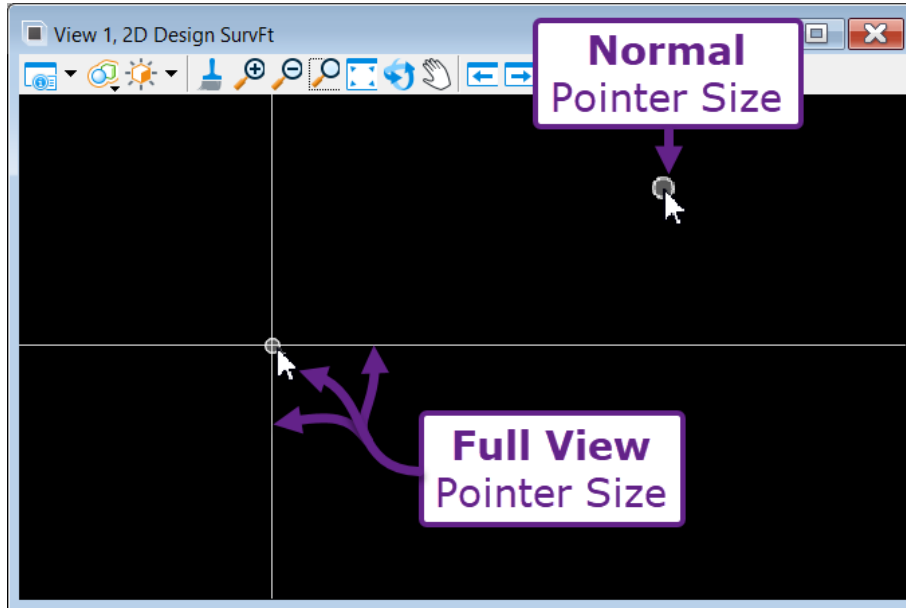 View 1, 2D Design SurvFt
Normal
Pointer Size
Full View
Pointer Size